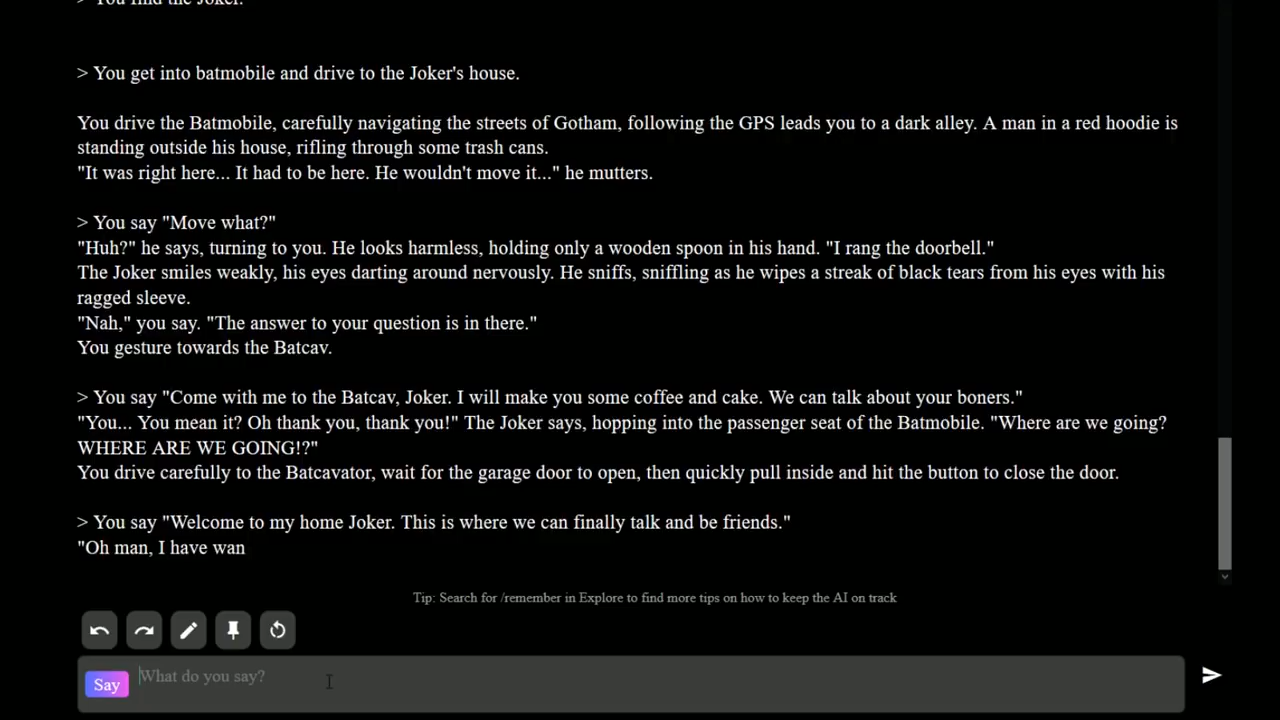 > You find the Joker.
> You get into batmobile and drive to the Joker's house.
You drive the Batmobile, carefully navigating the streets of Gotham, following the GPS leads you to a dark alley. A man in a red hoodie is
standing outside his house, rifling through some trash cans.
"It was right here... It had to be here. He wouldn't move it..." he mutters.
> You say "Move what?"
"Huh?" he says, turning to you. He looks harmless, holding only a wooden spoon in his hand. "I rang the doorbell."
The Joker smiles weakly, his eyes darting around nervously. He sniffs, sniffling as he wipes a streak of black tears from his eyes with his
ragged sleeve.
"Nah," you say. "The answer to your question is in there."
You gesture towards the Batcav.
> You say "Come with me to the Batcav, Joker. I will make you some coffee and cake. We can talk about your boners."
"You... You mean it? Oh thank you, thank you!" The Joker says, hopping into the passenger seat of the Batmobile. "Where are we going?
WHERE ARE WE GOING!?"
You drive carefully to the Batcavator, wait for the garage door to open, then quickly pull inside and hit the button to close the door.
> You say "Welcome to my home Joker. This is where we can finally talk and be friends."
"Oh man, I have wan
Tip: Search for /remember in Explore to find more tips on how to keep the AI on track
Say What do you say?